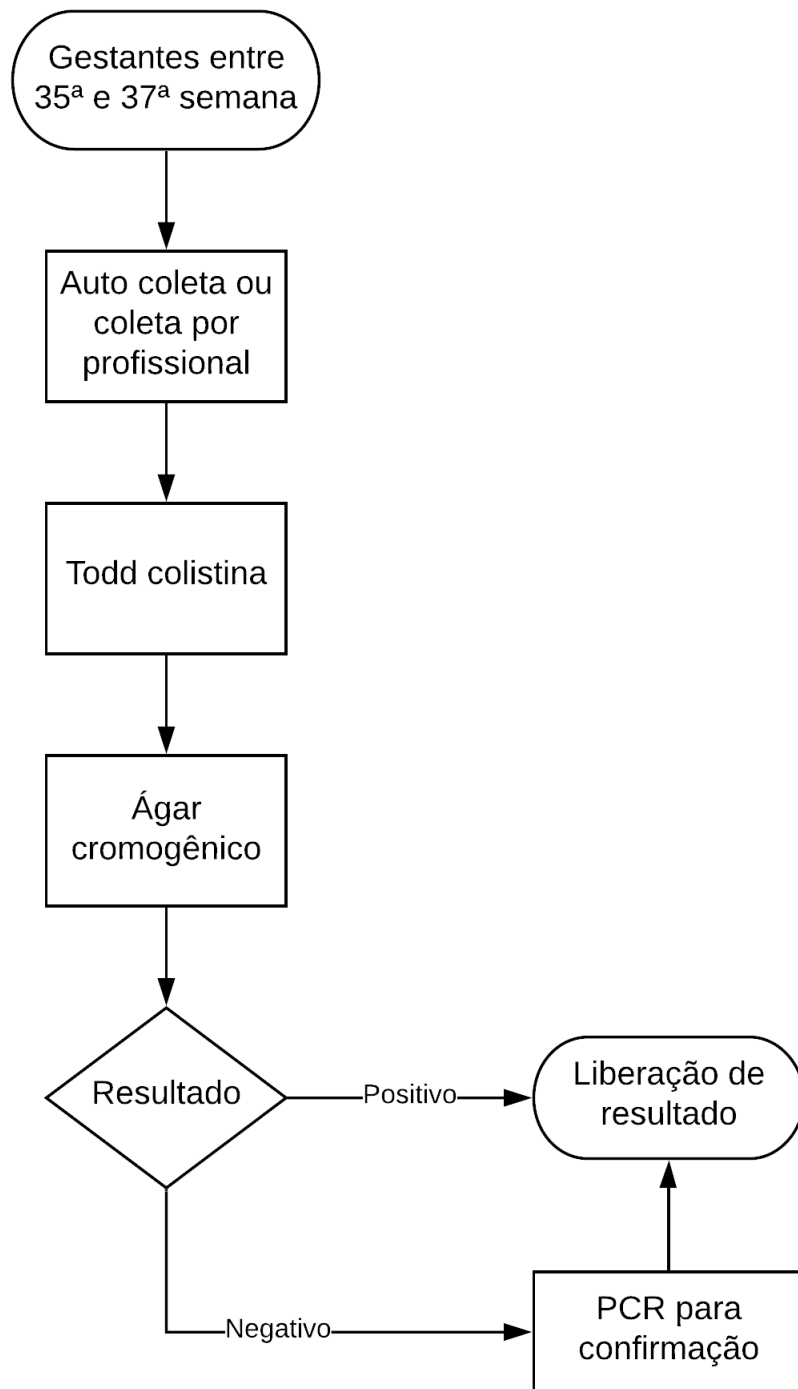 Gestantes entre
35ª e 37ª semana
Auto coleta ou
coleta por
profissional
Todd colistina
Ágar
cromogênico
Resultado
Positivo
Liberação de
resultado
Negativo
PCR para
confirmação